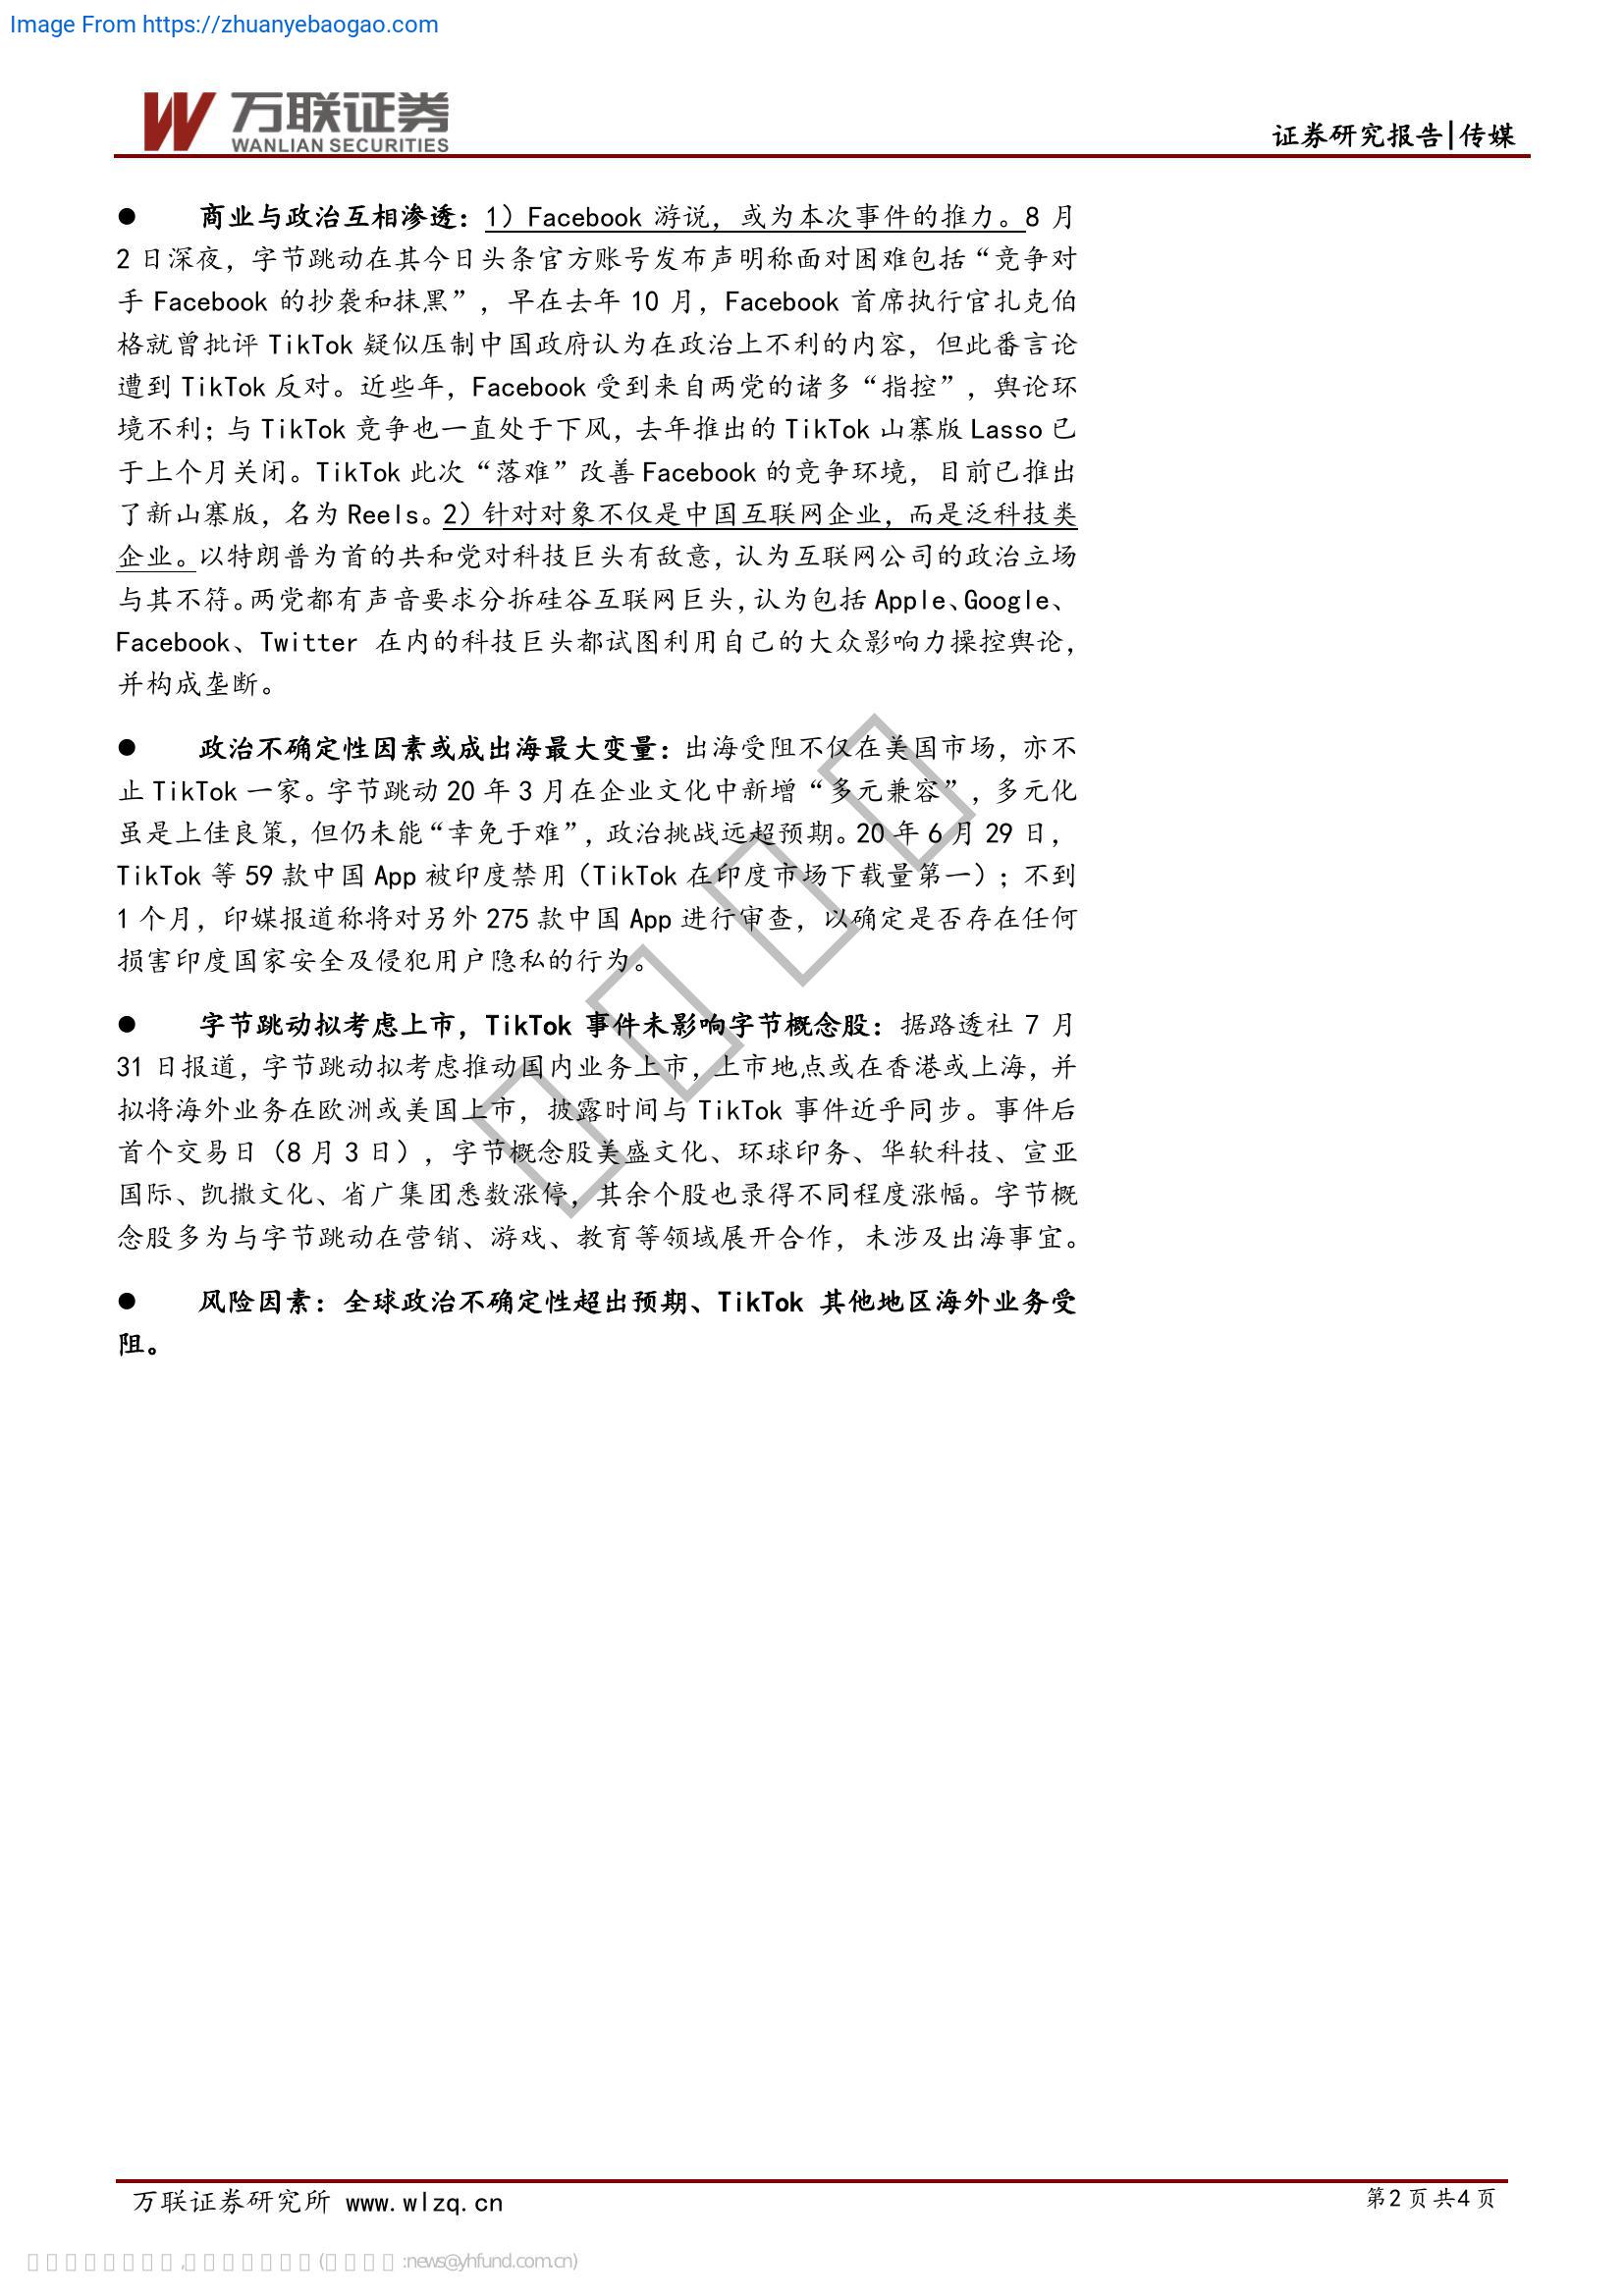 Image From https://zhuanyebaogao.com
万联证券
WANLIAN SECURITIES
证券研究报告|传媒
● 商业与政治互相渗透：1）Facebook 游说，或为本次事件的推力。8 月
2 日深夜，字节跳动在其今日头条官方账号发布声明称面对困难包括“竞争对
手 Facebook 的抄袭和抹黑”，早在去年 10 月，Facebook 首席执行官扎克伯
格就曾批评 TikTok 疑似压制中国政府认为在政治上不利的内容，但此番言论
遭到 TikTok 反对。近些年，Facebook 受到来自两党的诸多“指控”，舆论环
境不利；与 TikTok 竞争也一直处于下风，去年推出的 TikTok 山寨版 Lasso 已
于上个月关闭。TikTok 此次“落难”改善 Facebook 的竞争环境，目前已推出
了新山寨版，名为 Reels。2）针对对象不仅是中国互联网企业，而是泛科技类
企业。以特朗普为首的共和党对科技巨头有敌意，认为互联网公司的政治立场
与其不符。两党都有声音要求分拆硅谷互联网巨头，认为包括 Apple、Google、
Facebook、Twitter 在内的科技巨头都试图利用自己的大众影响力操控舆论，
并构成垄断。
● 政治不确定性因素或成出海最大变量：出海受阻不仅在美国市场，亦不
止 TikTok 一家。字节跳动 20 年 3 月在企业文化中新增“多元兼容”，多元化
虽是上佳良策，但仍未能“幸免于难”，政治挑战远超预期。20 年 6 月 29 日，
TikTok 等 59 款中国 App 被印度禁用（TikTok 在印度市场下载量第一）；不到
1 个月，印媒报道称将对另外 275 款中国 App 进行审查，以确定是否存在任何
损害印度国家安全及侵犯用户隐私的行为。
● 字节跳动拟考虑上市，TikTok 事件未影响字节概念股：据路透社 7 月
31 日报道，字节跳动拟考虑推动国内业务上市，上市地点或在香港或上海，并
拟将海外业务在欧洲或美国上市，披露时间与 TikTok 事件近乎同步。事件后
首个交易日（8 月 3 日），字节概念股美盛文化、环球印务、华软科技、宣亚
国际、凯撒文化、省广集团悉数涨停，其余个股也录得不同程度涨幅。字节概
念股多为与字节跳动在营销、游戏、教育等领域展开合作，未涉及出海事宜。
● 风险因素：全球政治不确定性超出预期、TikTok 其他地区海外业务受
阻。
万联证券研究所 www.wlzq.cn
第2页共4页
:news@yhfund.com.cn)